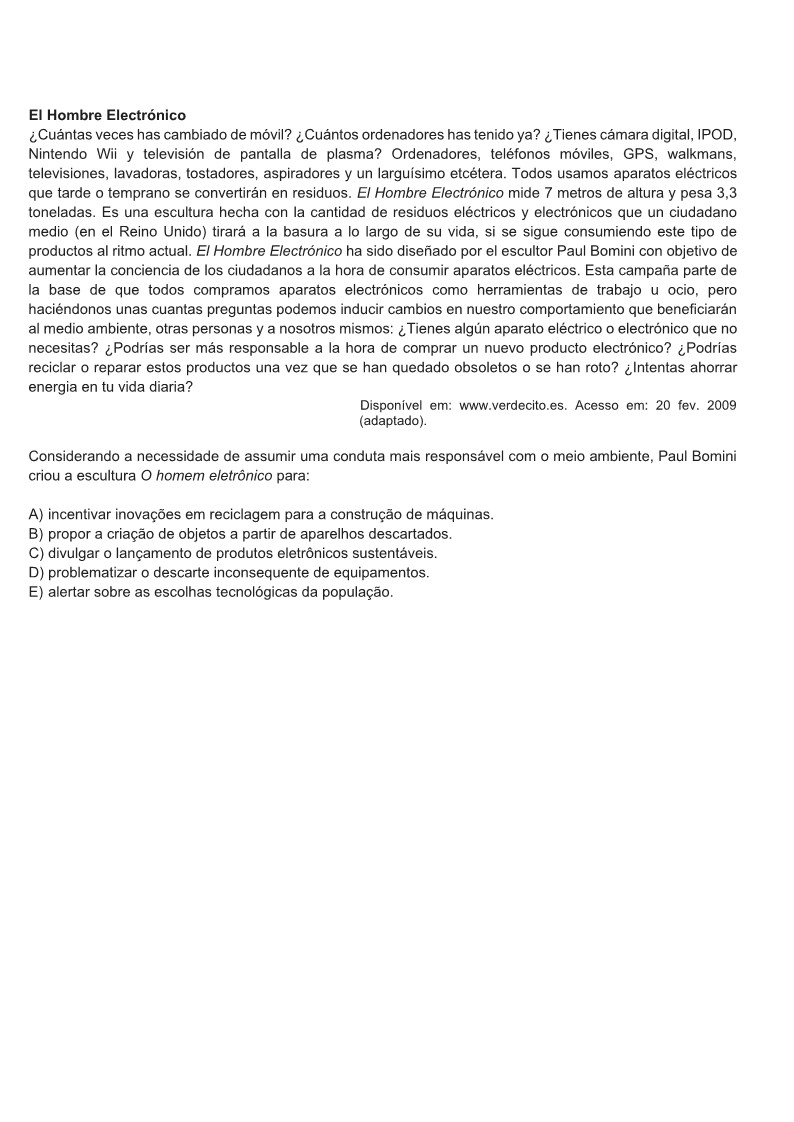 El Hombre Electrónico
¿Cuántas veces has cambiado de móvil? ¿Cuántos ordenadores has tenido ya? ¿Tienes cámara digital, IPOD,
Nintendo Wii y televisión de pantalla de plasma? Ordenadores, teléfonos móviles, GPS, walkmans,
televisiones, lavadoras, tostadores, aspiradores y un larguísimo etcétera. Todos usamos aparatos eléctricos
que tarde o temprano se convertirán en residuos. El Hombre Electrónico mide 7 metros de altura y pesa 3,3
toneladas. Es una escultura hecha con la cantidad de residuos eléctricos y electrónicos que un ciudadano
medio (en el Reino Unido) tirará a la basura a lo largo de su vida, si se sigue consumiendo este tipo de
productos al ritmo actual. El Hombre Electrónico ha sido diseñado por el escultor Paul Bomini con objetivo de
aumentar la conciencia de los ciudadanos a la hora de consumir aparatos eléctricos. Esta campaña parte de
la base de que todos compramos aparatos electrónicos como herramientas de trabajo u ocio, pero
haciéndonos unas cuantas preguntas podemos inducir cambios en nuestro comportamiento que beneficiarán
al medio ambiente, otras personas y a nosotros mismos: ¿Tienes algún aparato eléctrico o electrónico que no
necesitas? ¿Podrías ser más responsable a la hora de comprar un nuevo producto electrónico? ¿Podrías
reciclar o reparar estos productos una vez que se han quedado obsoletos o se han roto? ¿Intentas ahorrar
energia en tu vida diaria?
Disponível em: www.verdecito.es. Acesso em: 20 fev. 2009
(adaptado).
Considerando a necessidade de assumir uma conduta mais responsável com o meio ambiente, Paul Bomini
criou a escultura O homem eletrônico para:
A) incentivar inovações em reciclagem para a construção de máquinas.
B) propor a criação de objetos a partir de aparelhos descartados.
C) divulgar o lançamento de produtos eletrônicos sustentáveis.
D) problematizar o descarte inconsequente de equipamentos.
E) alertar sobre as escolhas tecnológicas da população.